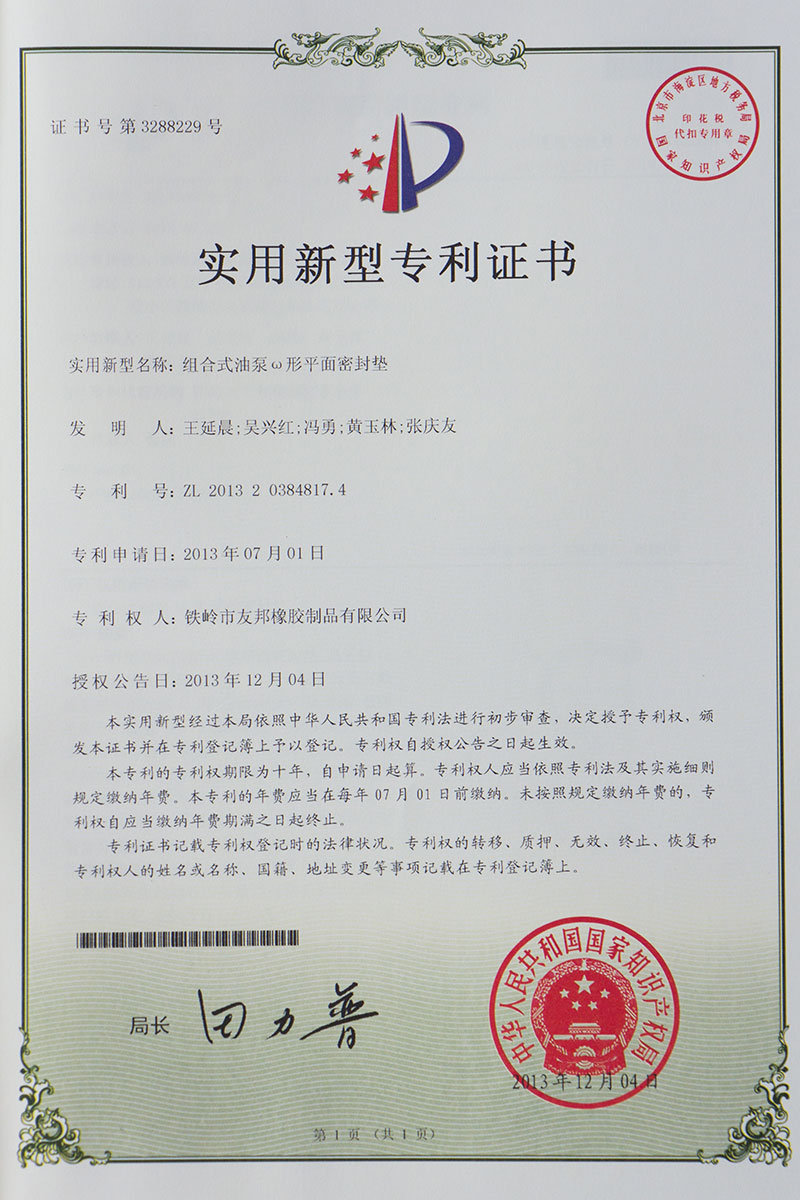 证书号第3288229号
北京市海淀区地方税务局
印花税
代扣专用章
国家知识产权局
实用新型专利证书
实用新型名称：组合式油泵ω形平面密封垫
发明人：王延晨;吴兴红;冯勇;黄玉林;张庆友
专利号：ZL 2013 2 0384817.4
专利申请日：2013年07月01日
专利权人：铁岭市友邦橡胶制品有限公司
授权公告日：2013年12月04日
本实用新型经过本局依照中华人民共和国专利法进行初步审查，决定授予专利权，颁
发本证书并在专利登记簿上予以登记。专利权自授权公告之日起生效。
本专利的专利权期限为十年，自申请日起算。专利权人应当依照专利法及其实施细则
规定缴纳年费。本专利的年费应当在每年07月01日前缴纳。未按照规定缴纳年费的，专
利权自应当缴纳年费期满之日起终止。
专利证书记载专利权登记时的法律状况。专利权的转移、质押、无效、终止、恢复和
专利权人的姓名或名称、国籍、地址变更等事项记载在专利登记簿上。
局长 田力普
中华人民共和国国家知识产权局
2013年12月04日
第1页（共1页）